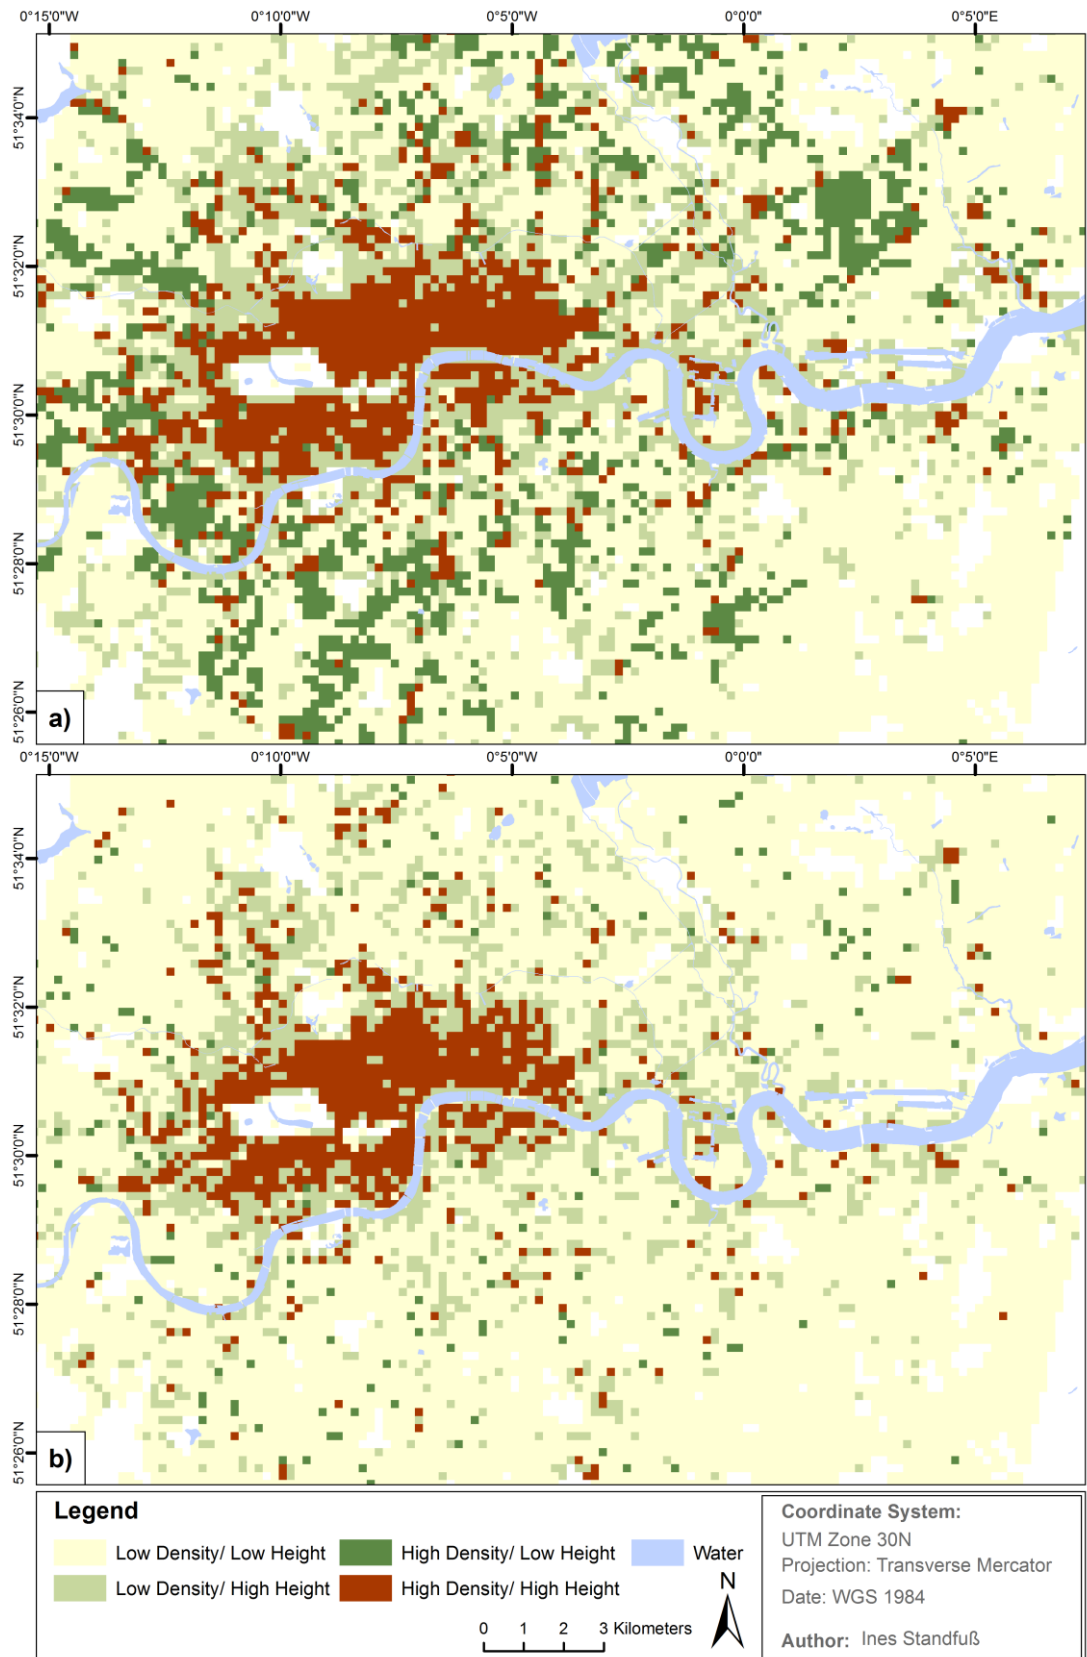 0°15'0"W 0°10'0"W 0°5'0"W 0°0'0" 0°5'0"E
51°34'0"N
51°32'0"N
51°30'0"N
51°28'0"N
51°26'0"N
a)
0°15'0"W 0°10'0"W 0°5'0"W 0°0'0" 0°5'0"E
51°34'0"N
51°32'0"N
51°30'0"N
51°28'0"N
51°26'0"N
b)
Legend
Low Density/ Low Height
High Density/ Low Height
Water
Low Density/ High Height
High Density/ High Height
N
0 1 2 3 Kilometers
Coordinate System:
UTM Zone 30N
Projection: Transverse Mercator
Date: WGS 1984
Author: Ines Standfuß